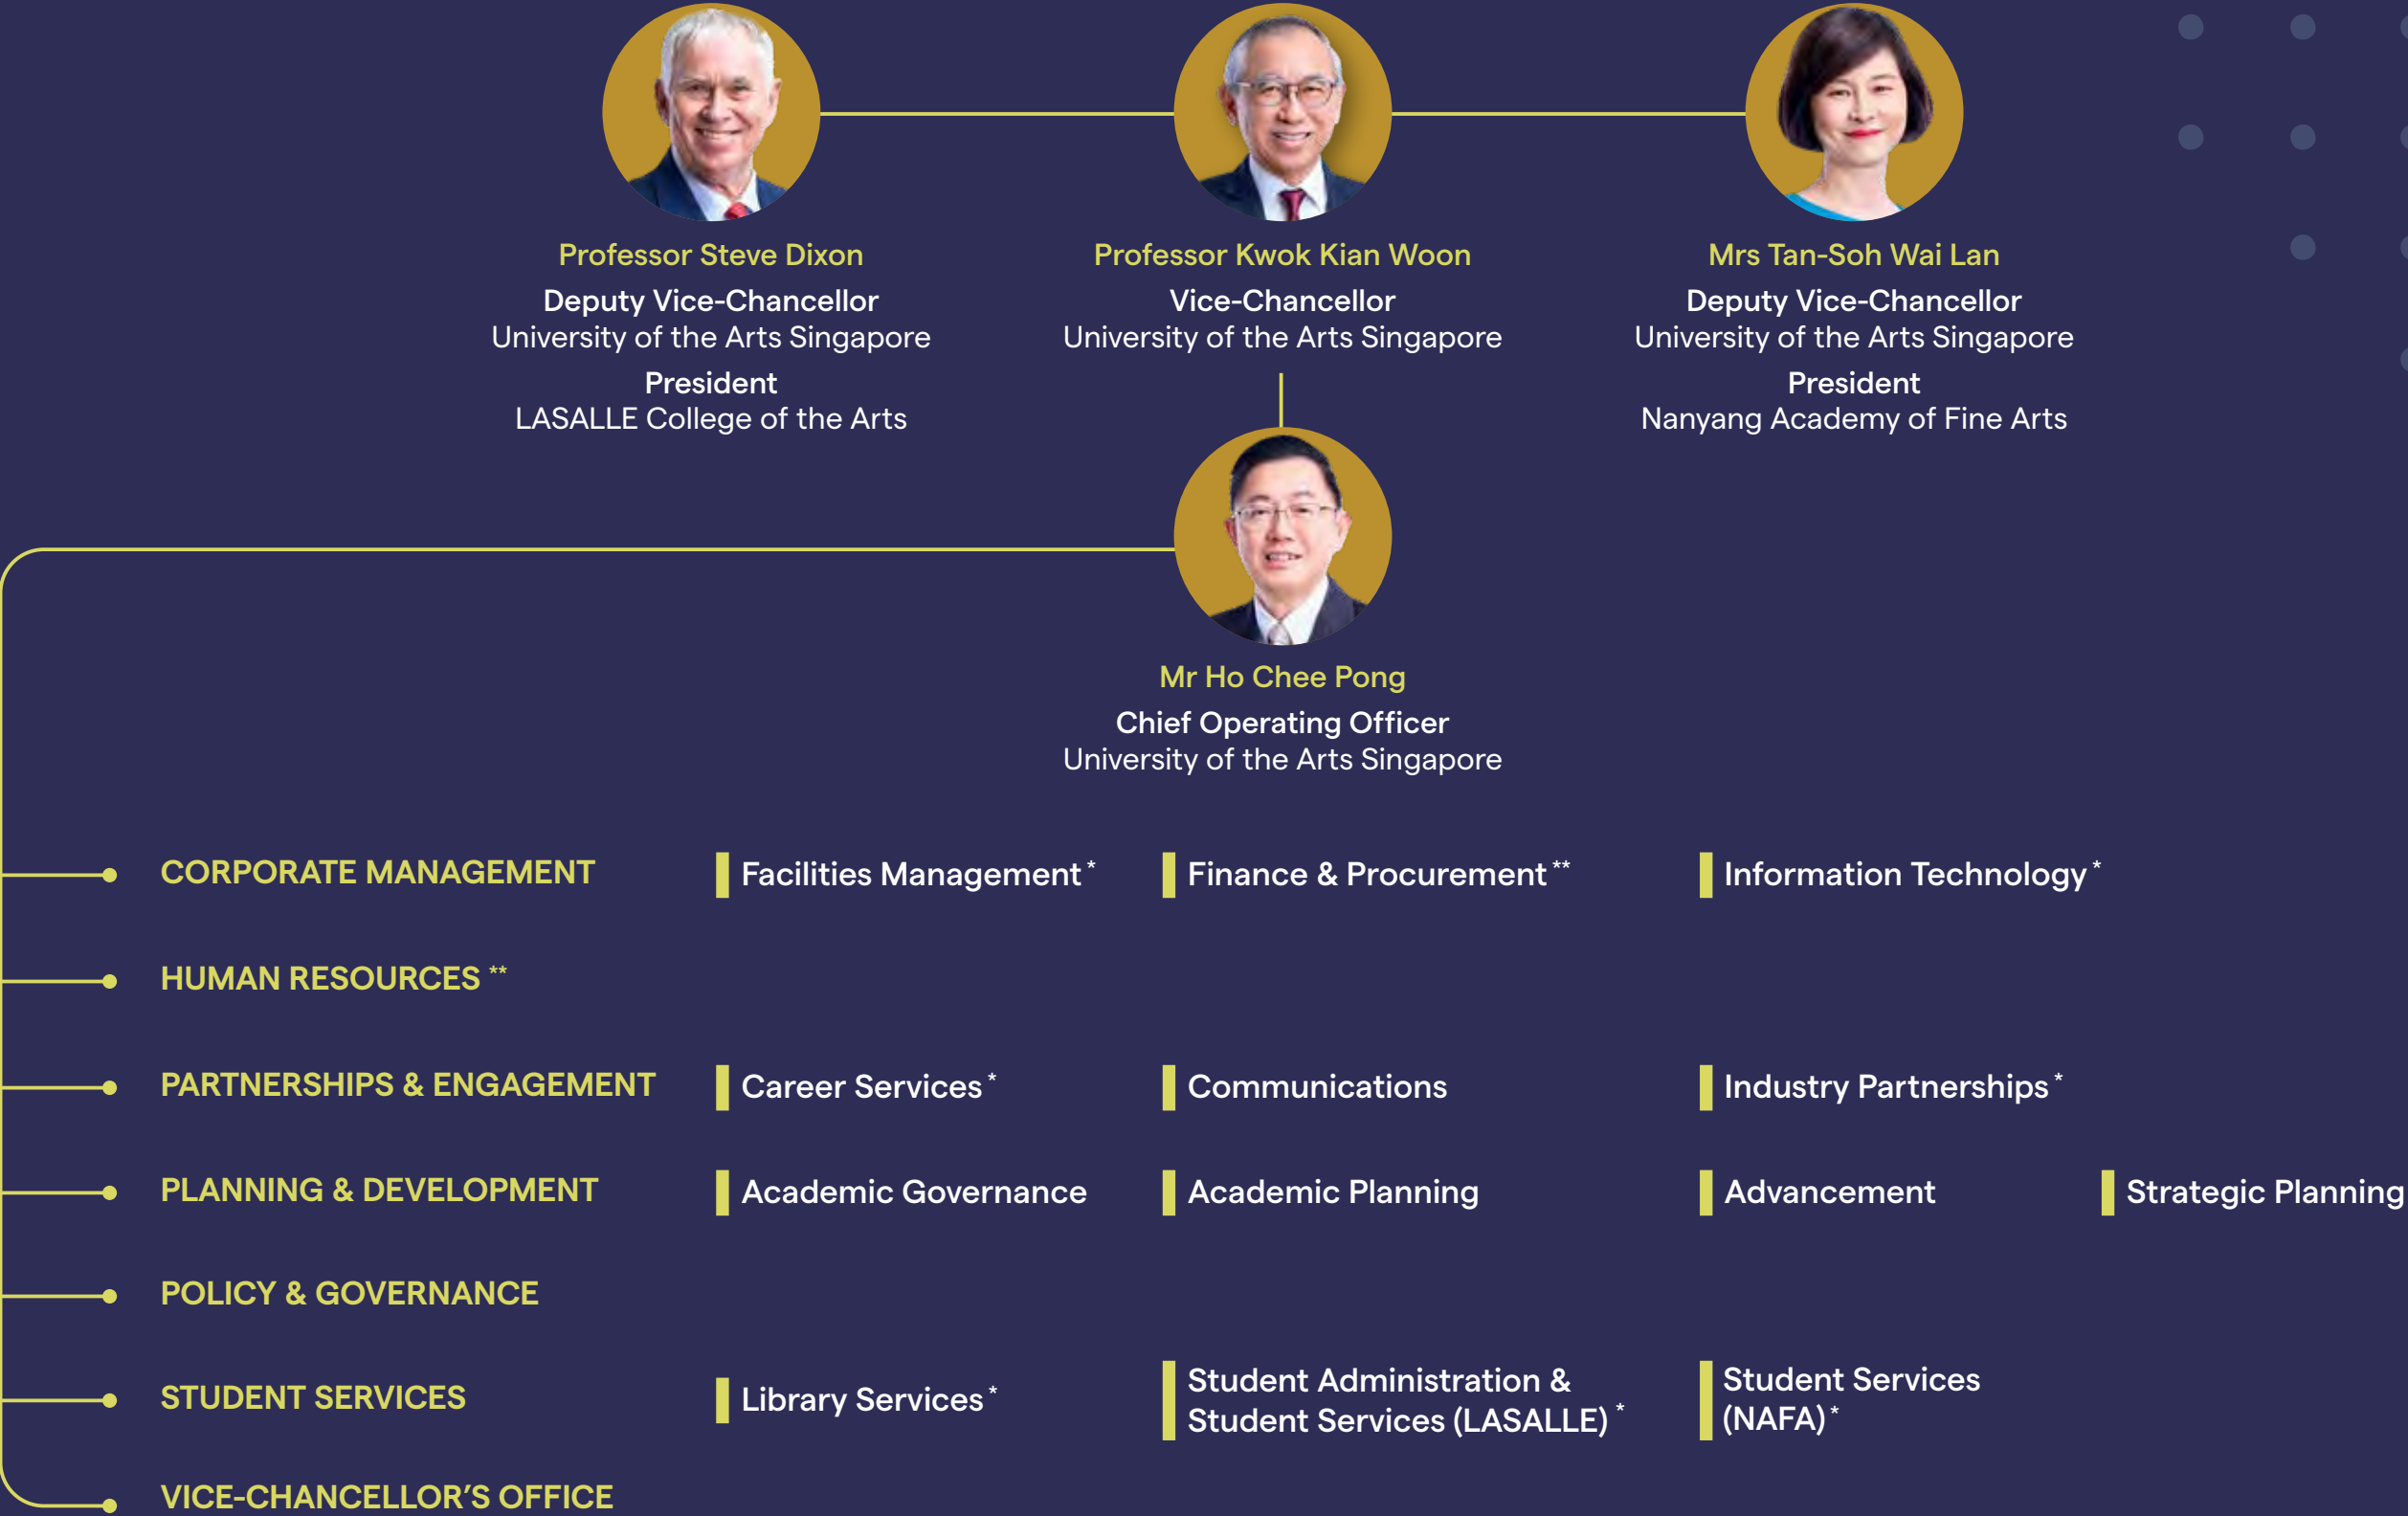 Professor Steve Dixon
Deputy Vice-Chancellor
University of the Arts Singapore
President
LASALLE College of the Arts
Professor Kwok Kian Woon
Vice-Chancellor
University of the Arts Singapore
Mrs Tan-Soh Wai Lan
Deputy Vice-Chancellor
University of the Arts Singapore
President
Nanyang Academy of Fine Arts
Mr Ho Chee Pong
Chief Operating Officer
University of the Arts Singapore
CORPORATE MANAGEMENT
Facilities Management*
Finance & Procurement**
Information Technology*
HUMAN RESOURCES **
PARTNERSHIPS & ENGAGEMENT
Career Services*
Communications
Industry Partnerships*
PLANNING & DEVELOPMENT
Academic Governance
Academic Planning
Advancement
Strategic Planning
POLICY & GOVERNANCE
STUDENT SERVICES
Library Services*
Student Administration &
Student Services (LASALLE)*
Student Services
(NAFA)*
VICE-CHANCELLOR'S OFFICE